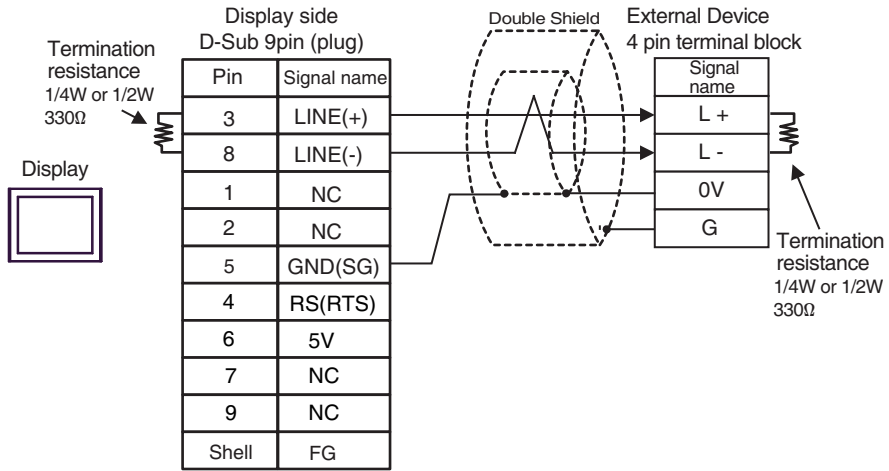 Display side
D-Sub 9pin (plug)
Double Shield
External Device
4 pin terminal block
Termination
resistance
1/4W or 1/2W
330Ω
Display
Pin Signal name
3 LINE(+)
8 LINE(-)
1 NC
2 NC
5 GND(SG)
4 RS(RTS)
6 5V
7 NC
9 NC
Shell FG
Signal
name
L +
L -
0V
G
Termination
resistance
1/4W or 1/2W
330Ω